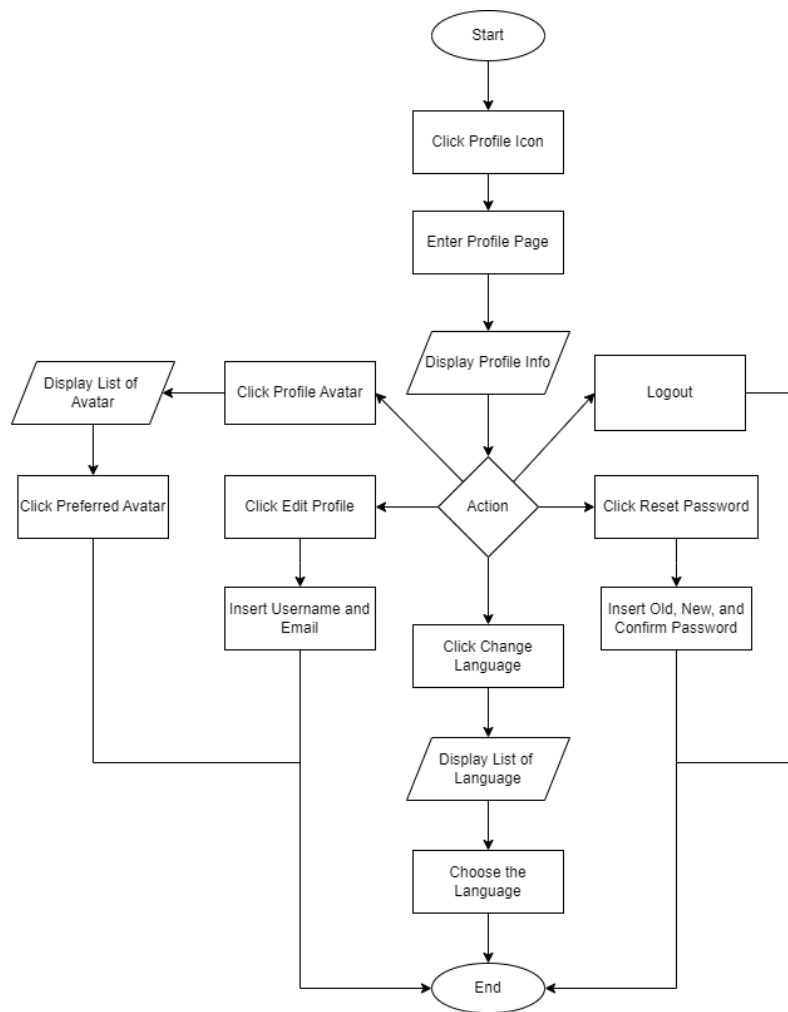 Start
Click Profile Icon
Enter Profile Page
Display Profile Info
Display List of
Avatar
Click Profile Avatar
Logout
Click Preferred Avatar
Click Edit Profile
Action
Click Reset Password
Insert Username and
Email
Click Change
Language
Insert Old, New, and
Confirm Password
Display List of
Language
Choose the
Language
End